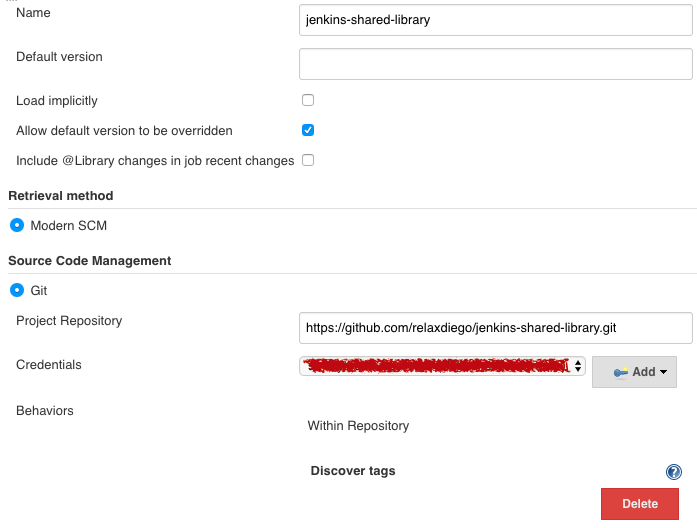 Name
jenkins-shared-library
Default version
Load implicitly
Allow default version to be overridden
Include @Library changes in job recent changes
Retrieval method
Modern SCM
Source Code Management
Git
Project Repository
https://github.com/relaxdiego/jenkins-shared-library.git
Credentials
Add
Behaviors
Within Repository
Discover tags
?
Delete